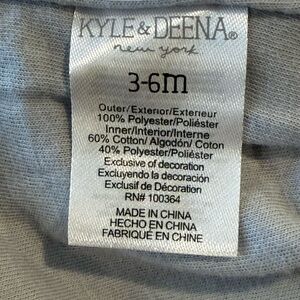 KYLE & DEENA®
new york
3-6m
Outer/Exterior/Exterieur
100% Polyester/Poliéster
Inner/Interior/Interne
60% Cotton/ Algodón/ Coton
40% Polyester/Poliéster
Exclusive of decoration
Excluyendo la decoración
Exclusif de Décoration
RN# 100364
MADE IN CHINA
HECHO EN CHINA
FABRIQUÉ EN CHINE